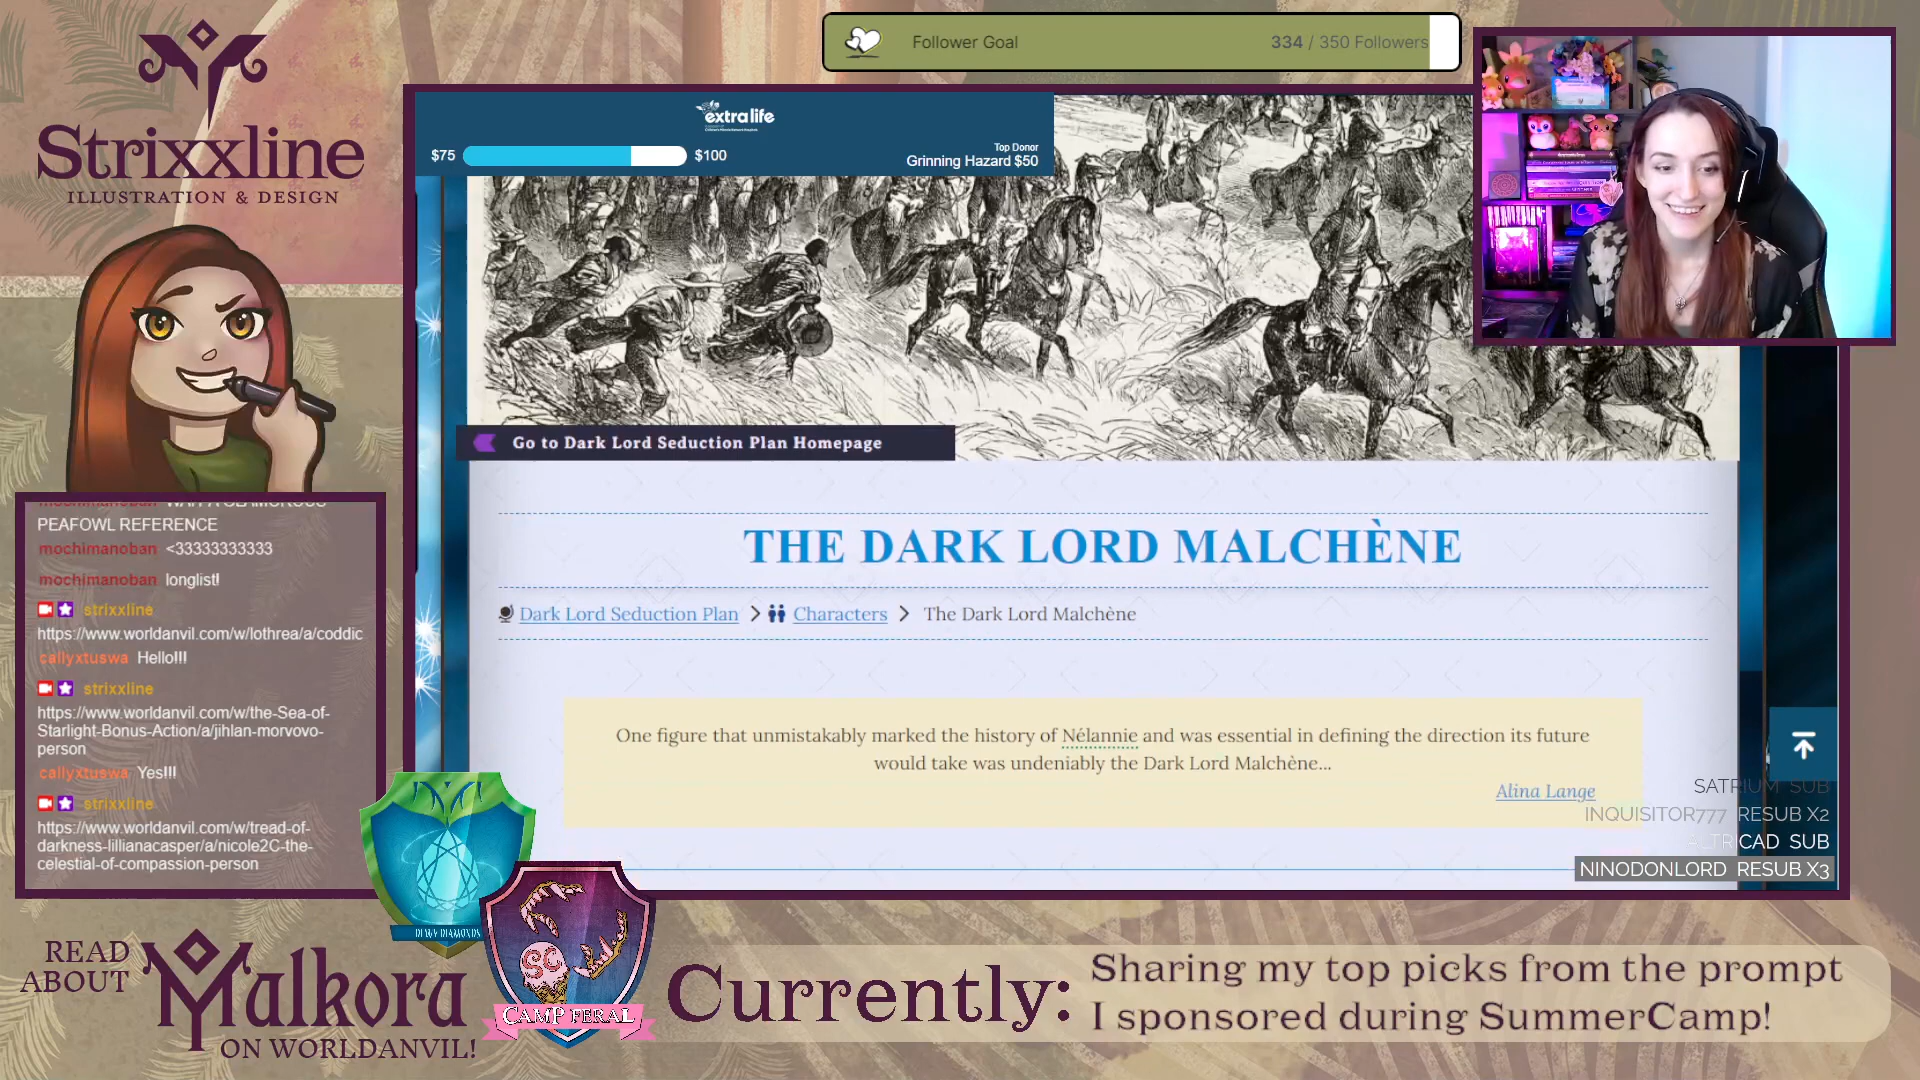 Strixxline
ILLUSTRATION & DESIGN
Follower Goal
334 / 350 Followers
extralife
$75
$100
Top Donor
Grinning Hazard $50
Go to Dark Lord Seduction Plan Homepage
THE DARK LORD MALCHÈNE
Dark Lord Seduction Plan
Characters
The Dark Lord Malchène
One figure that unmistakably marked the history of Nélannie and was essential in defining the direction its future
would take was undeniably the Dark Lord Malchène...
Alina Lange
PEAFOWL REFERENCE
mochimanoban <33333333333
mochimanoban longlist!
strixxline
https://www.worldanvil.com/w/lothrea/a/coddic
callyxtuswa Hello!!!
strixxline
https://www.worldanvil.com/w/the-Sea-of-
Starlight-Bonus-Action/a/jihlan-morvovo-
person
callyxtuswa Yes!!!
strixxline
https://www.worldanvil.com/w/tread-of-
darkness-lillianacasper/a/nicole2C-the-
celestial-of-compassion-person
SATRIUM SUB
INQUISITOR777 RESUB X2
SUB
NINODONLORD RESUB X3
DEWY DIAMONDS
SC
CAMP FERAL
READ
ABOUT
Malkora
ON WORLDANVIL!
Currently:
Sharing my top picks from the prompt
I sponsored during SummerCamp!